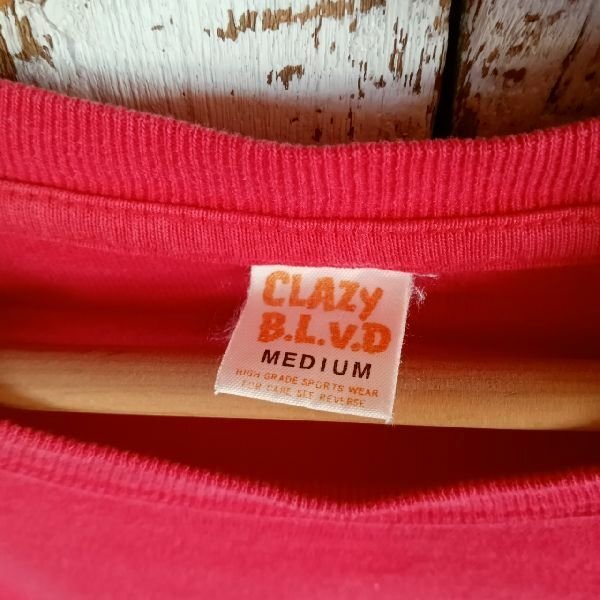 CLAZy
B.L.V.D
MEDIUM
HIGH GRADE SPORTS WEAR
FOR CARE SEE REVERSE